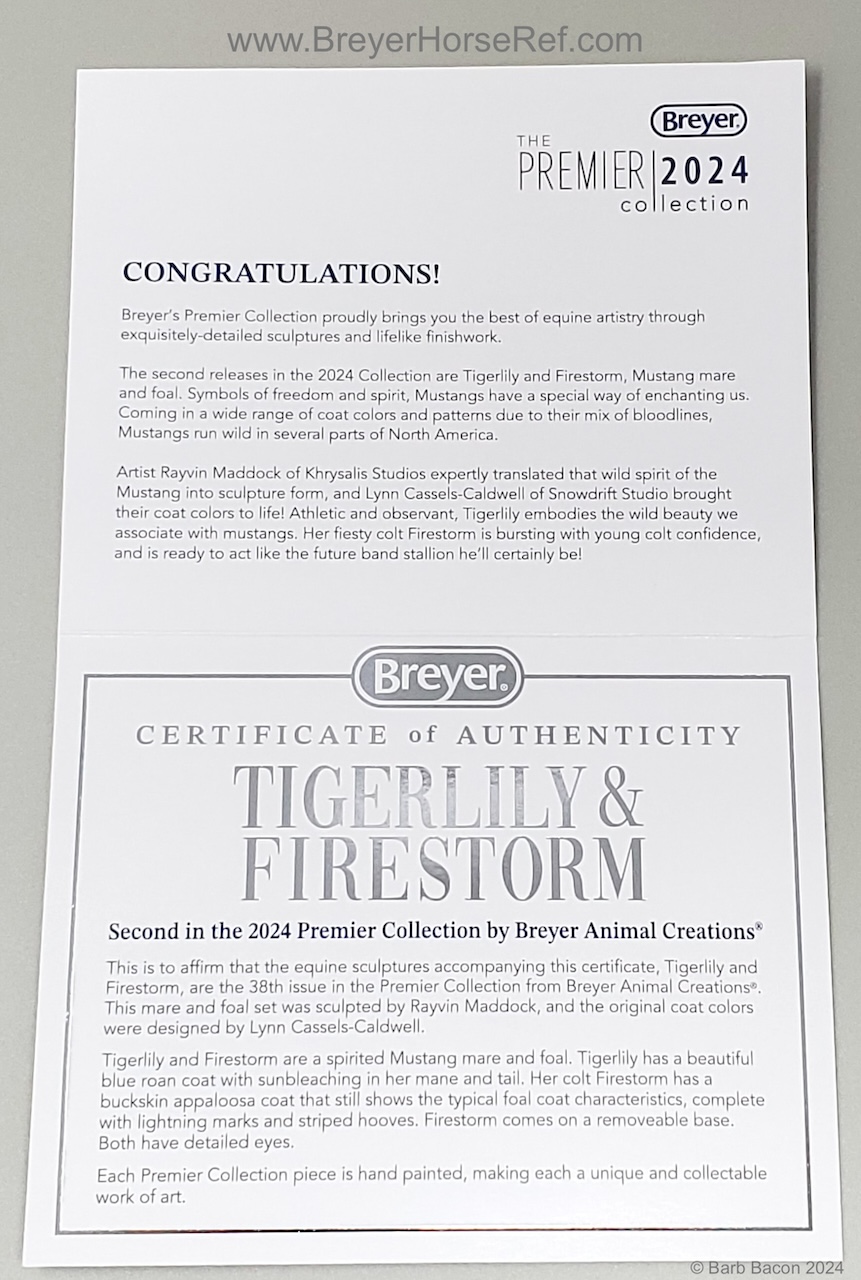 www.BreyerHorseRef.com
Breyer®
THE
PREMIER 2024
collection
CONGRATULATIONS!
Breyer's Premier Collection proudly brings you the best of equine artistry through
exquisitely-detailed sculptures and lifelike finishwork.
The second releases in the 2024 Collection are Tigerlily and Firestorm, Mustang mare
and foal. Symbols of freedom and spirit, Mustangs have a special way of enchanting us.
Coming in a wide range of coat colors and patterns due to their mix of bloodlines,
Mustangs run wild in several parts of North America.
Artist Rayvin Maddock of Khrysalis Studios expertly translated that wild spirit of the
Mustang into sculpture form, and Lynn Cassels-Caldwell of Snowdrift Studio brought
their coat colors to life! Athletic and observant, Tigerlily embodies the wild beauty we
associate with mustangs. Her fiesty colt Firestorm is bursting with young colt confidence,
and is ready to act like the future band stallion he'll certainly be!
Breyer®
CERTIFICATE of AUTHENTICITY
TIGERLILY &
FIRESTORM
Second in the 2024 Premier Collection by Breyer Animal Creations®
This is to affirm that the equine sculptures accompanying this certificate, Tigerlily and
Firestorm, are the 38th issue in the Premier Collection from Breyer Animal Creations®.
This mare and foal set was sculpted by Rayvin Maddock, and the original coat colors
were designed by Lynn Cassels-Caldwell.
Tigerlily and Firestorm are a spirited Mustang mare and foal. Tigerlily has a beautiful
blue roan coat with sunbleaching in her mane and tail. Her colt Firestorm has a
buckskin appaloosa coat that still shows the typical foal coat characteristics, complete
with lightning marks and striped hooves. Firestorm comes on a removeable base.
Both have detailed eyes.
Each Premier Collection piece is hand painted, making each a unique and collectable
work of art.
© Barb Bacon 2024